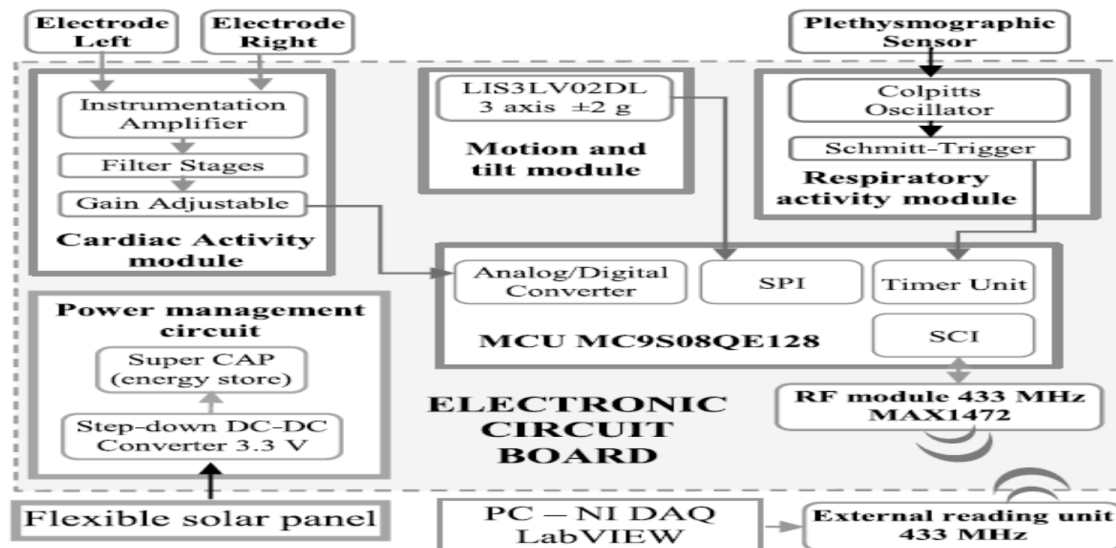 Electrode
Left
Electrode
Right
Plethysmographic
Sensor
Instrumentation
Amplifier
Filter Stages
Gain Adjustable
Cardiac Activity
module
LIS3LV02DL
3 axis ±2 g
Motion and
tilt module
Colpitts
Oscillator
Schmitt-Trigger
Respiratory
activity module
Analog/Digital
Converter
SPI
Timer Unit
SCI
MCU MC9S08QE128
Power management
circuit
Super CAP
(energy store)
Step-down DC-DC
Converter 3.3 V
ELECTRONIC
CIRCUIT
BOARD
RF module 433 MHz
MAX1472
Flexible solar panel
PC – NI DAQ
LabVIEW
External reading unit
433 MHz